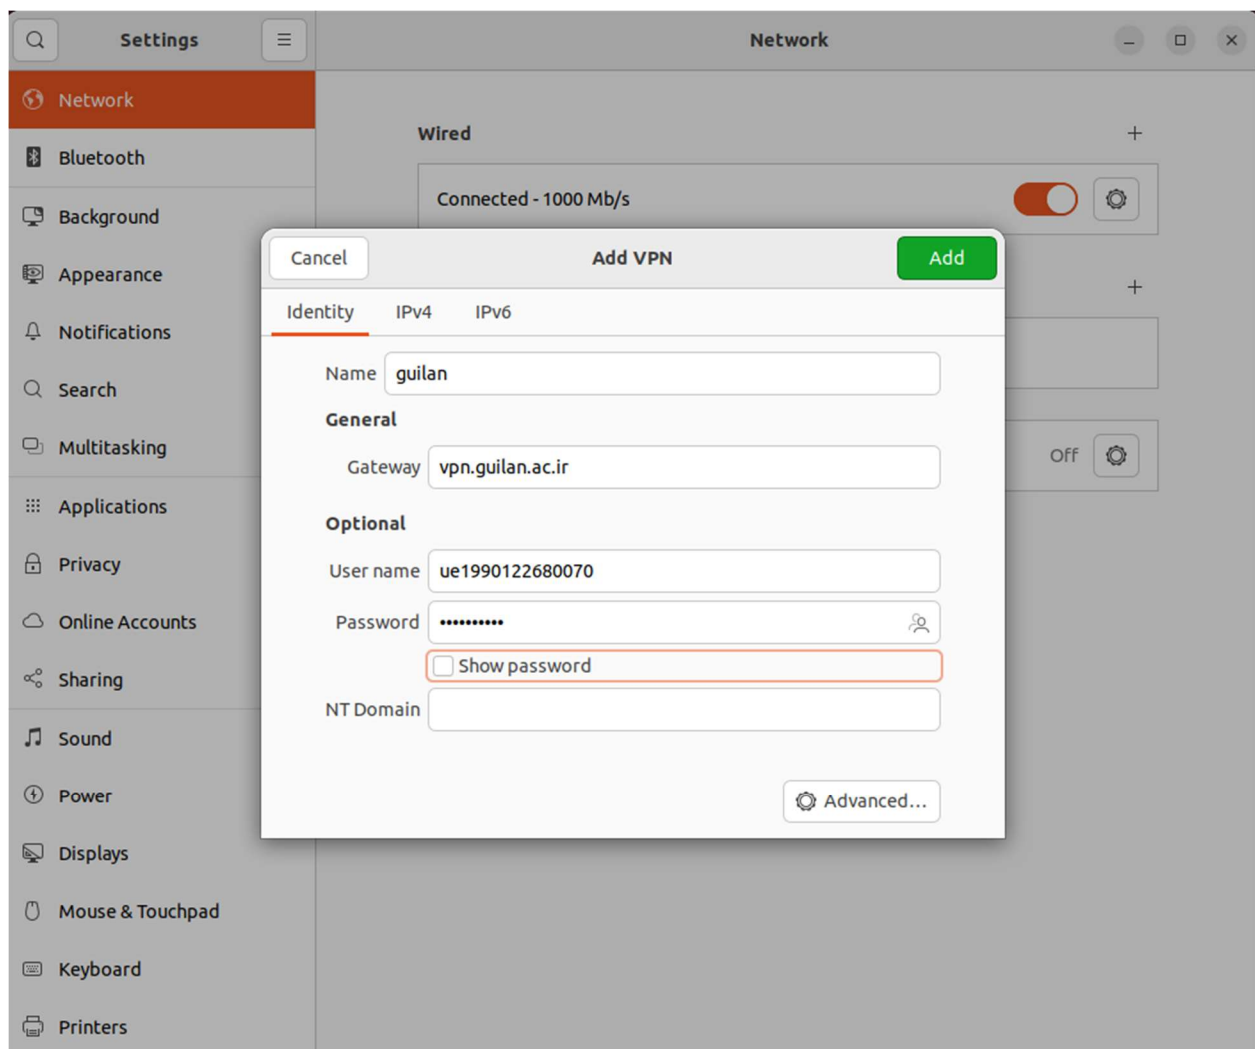 Settings
Network
Network
Bluetooth
Background
Appearance
Notifications
Search
Multitasking
Applications
Privacy
Online Accounts
Sharing
Sound
Power
Displays
Mouse & Touchpad
Keyboard
Printers
Wired
Connected - 1000 Mb/s
Off
Cancel
Add VPN
Add
Identity
IPv4
IPv6
Name guilan
General
Gateway vpn.guilan.ac.ir
Optional
User name ue1990122680070
Password ••••••••••
Show password
NT Domain
Advanced...